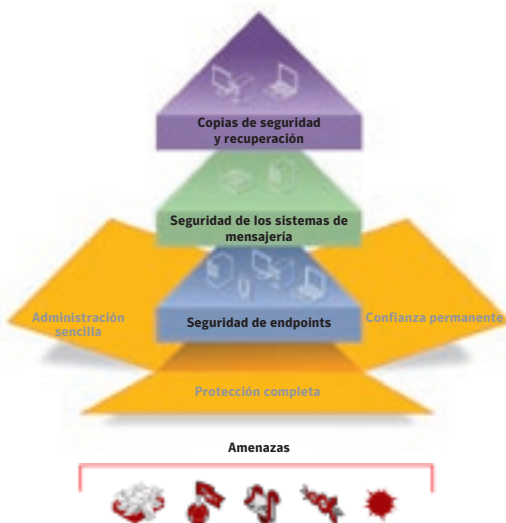 Copias de seguridad
y recuperación
Seguridad de los sistemas de
mensajería
Administración
sencilla
Seguridad de endpoints
Confianza permanente
Protección completa
Amenazas